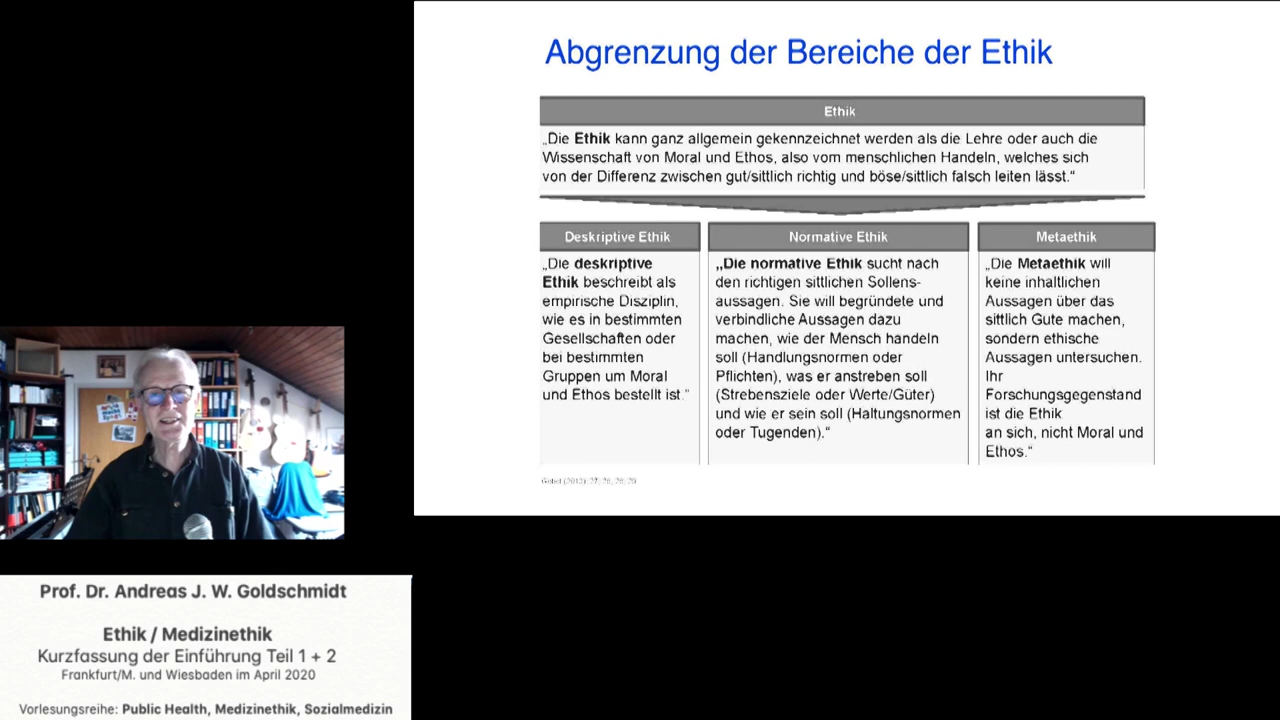 Abgrenzung der Bereiche der Ethik
Ethik
„Die Ethik kann ganz allgemein gekennzeichnet werden als die Lehre oder auch die
Wissenschaft von Moral und Ethos, also vom menschlichen Handeln, welches sich
von der Differenz zwischen gut/sittlich richtig und böse/sittlich falsch leiten lässt.“
Deskriptive Ethik
„Die deskriptive
Ethik beschreibt als
empirische Disziplin,
wie es in bestimmten
Gesellschaften oder
bei bestimmten
Gruppen um Moral
und Ethos bestellt ist.“
Normative Ethik
„Die normative Ethik sucht nach
den richtigen sittlichen Sollens-
aussagen. Sie will begründete und
verbindliche Aussagen dazu
machen, wie der Mensch handeln
soll (Handlungsnormen oder
Pflichten), was er anstreben soll
(Strebensziele oder Werte/Güter)
und wie er sein soll (Haltungsnormen
oder Tugenden).“
Metaethik
„Die Metaethik will
keine inhaltlichen
Aussagen über das
sittlich Gute machen,
sondern ethische
Aussagen untersuchen.
Ihr
Forschungsgegenstand
ist die Ethik
an sich, nicht Moral und
Ethos.“
Prof. Dr. Andreas J. W. Goldschmidt
Ethik / Medizinethik
Kurzfassung der Einführung Teil 1 + 2
Frankfurt/M. und Wiesbaden im April 2020
Vorlesungsreihe: Public Health, Medizinethik, Sozialmedizin